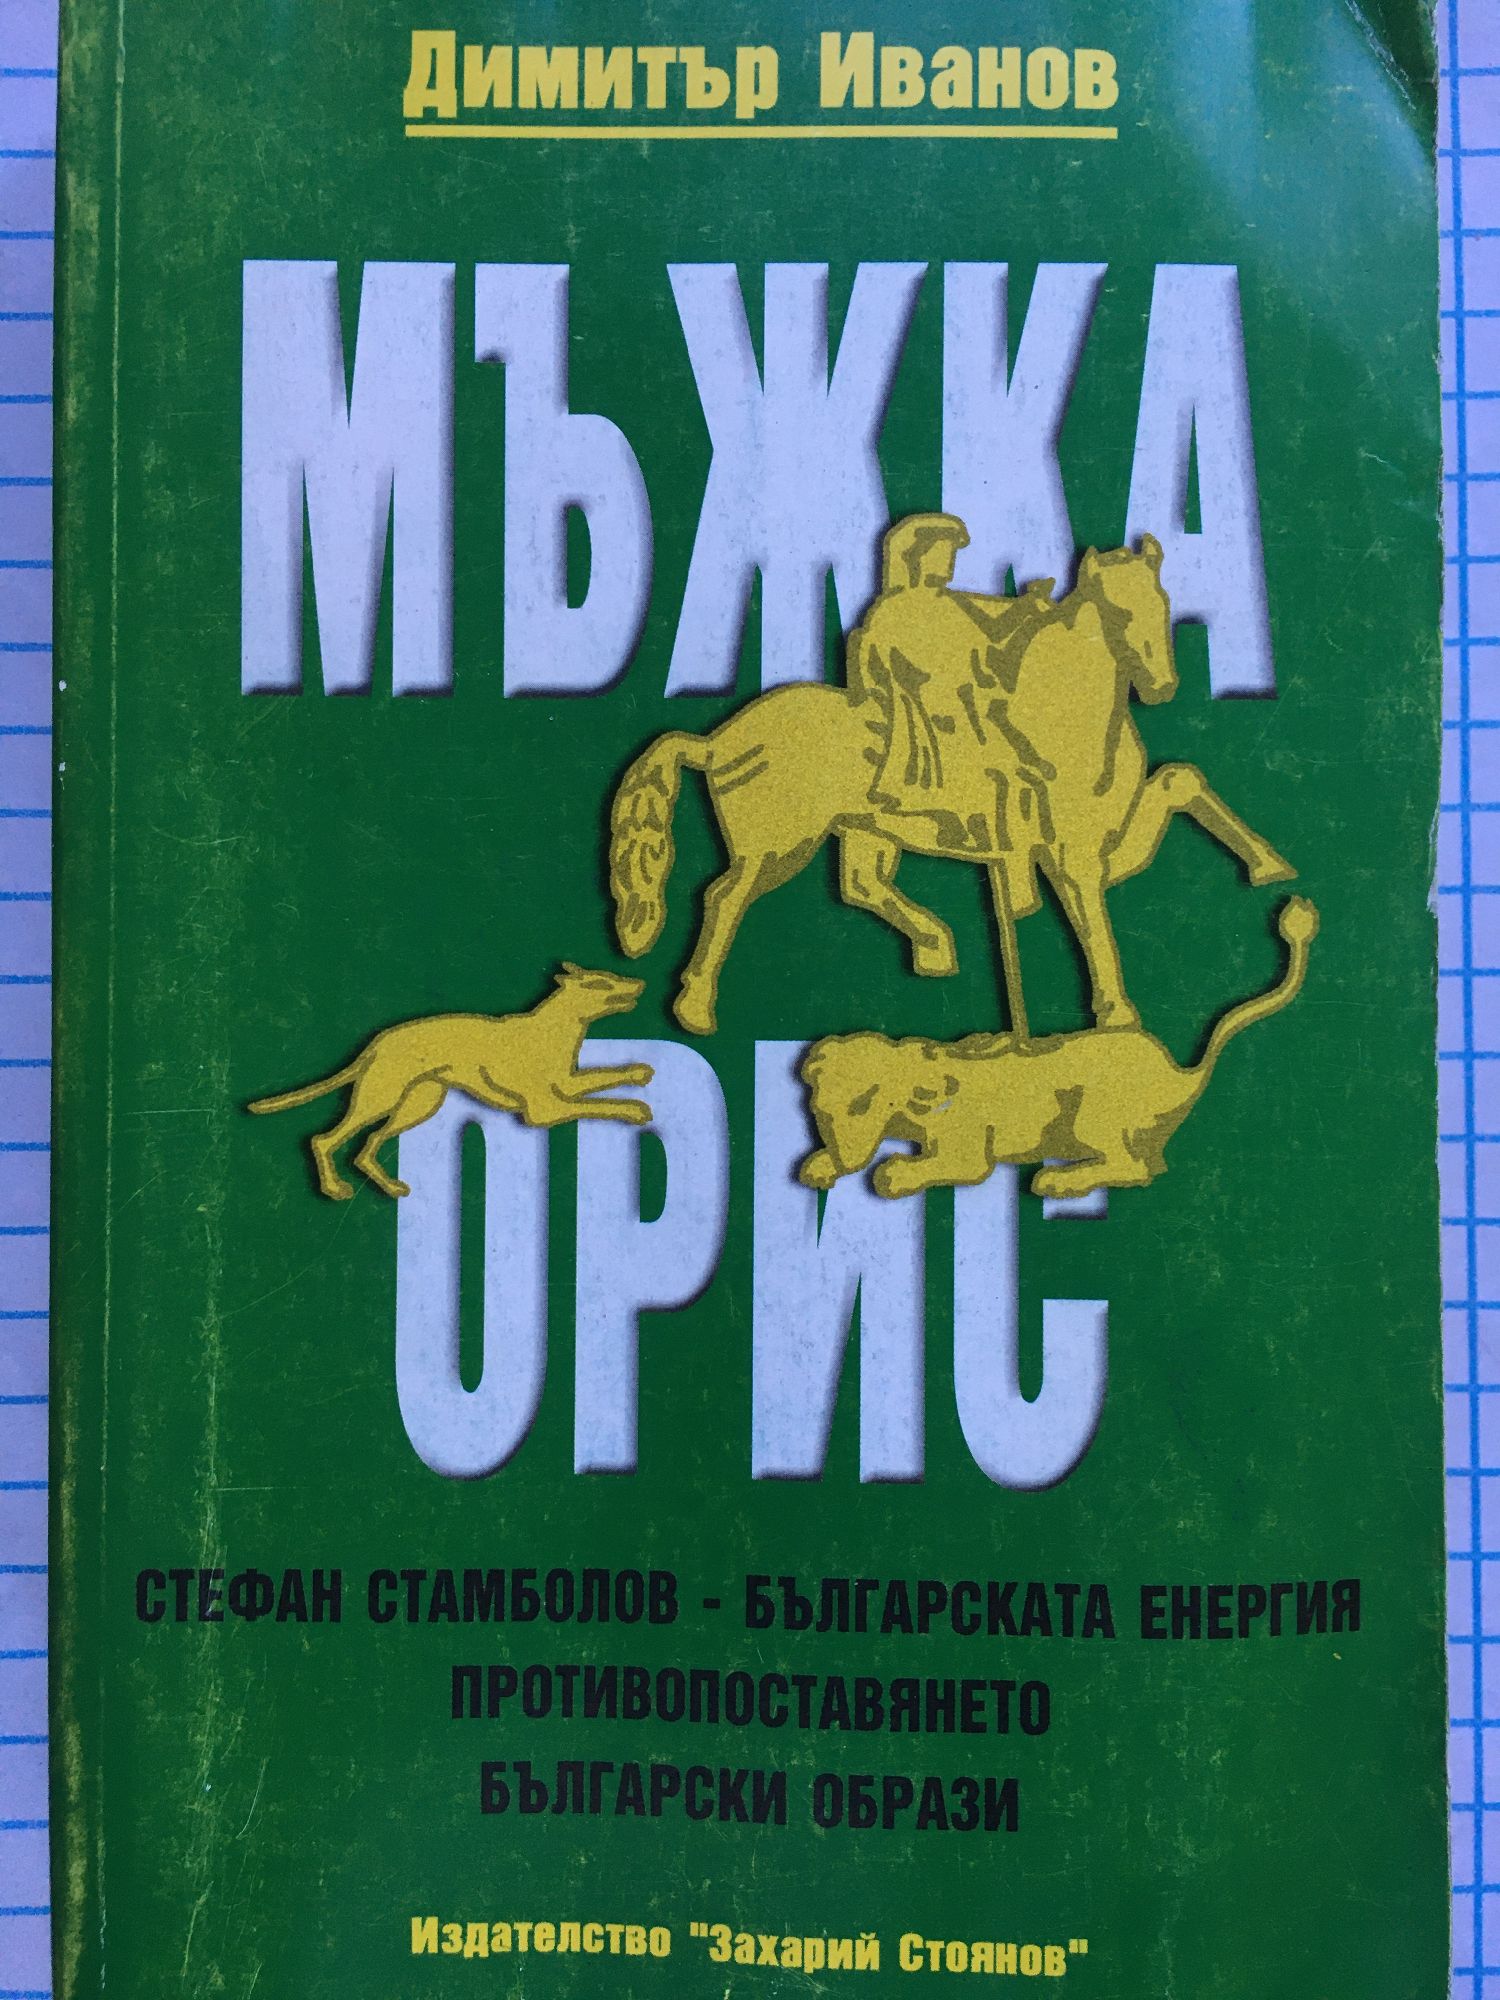 Димитър Иванов
МЪЖКА
ОРИС
СТЕФАН СТАМБОЛОВ - БЪЛГАРСКАТА ЕНЕРГИЯ
ПРОТИВОПОСТАВЯНЕТО
БЪЛГАРСКИ ОБРАЗИ
Издателство "Захарий Стоянов"